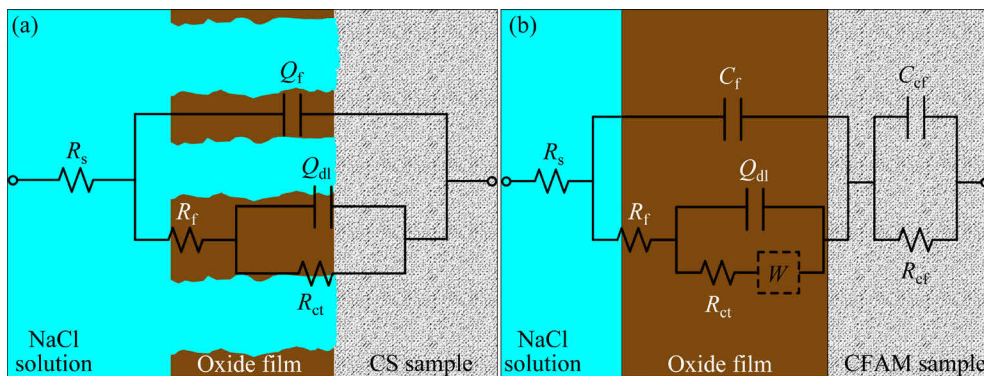 (a)
Qf
Rs
Qdl
Rf
Rct
NaCl
solution
Oxide film
CS sample
(b)
Cf
Ccf
Rs
Qdl
Rf
W
Rct
Rcf
NaCl
solution
Oxide film
CFAM sample